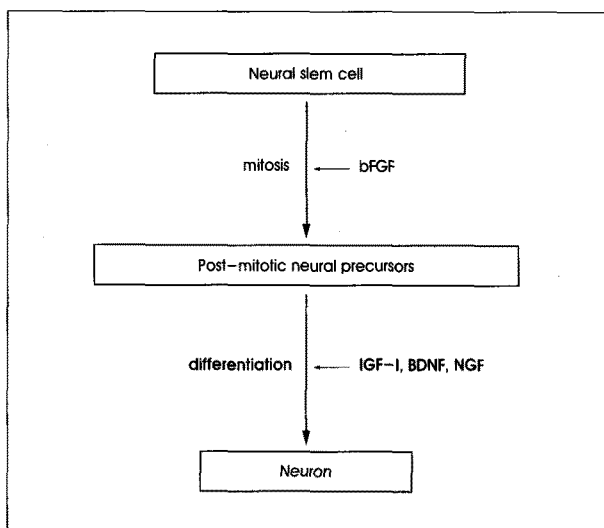 Neural slem cell
mitosis bFGF
Post-mitotic neural precursors
differentiation IGF-I, BDNF, NGF
Neuron